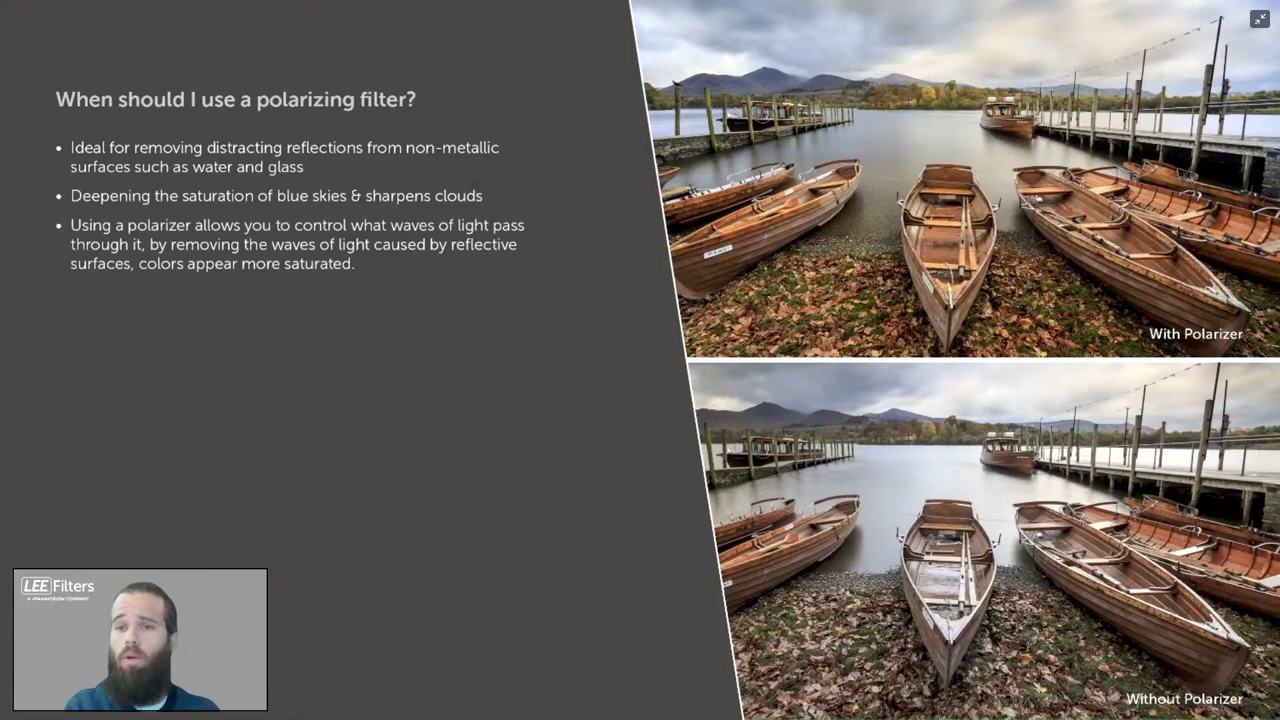 When should I use a polarizing filter?
• Ideal for removing distracting reflections from non-metallic
surfaces such as water and glass
• Deepening the saturation of blue skies & sharpens clouds
• Using a polarizer allows you to control what waves of light pass
through it, by removing the waves of light caused by reflective
surfaces, colors appear more saturated.
With Polarizer
Without Polarizer
LEE Filters
A PANAVISION COMPANY